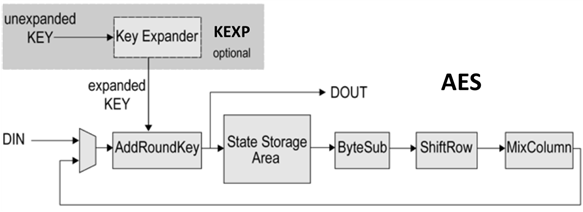 unexpanded
KEY
Key Expander
KEXP
optional
expanded
KEY
DOUT
AES
DIN
AddRoundKey
State Storage
Area
ByteSub
ShiftRow
MixColumn